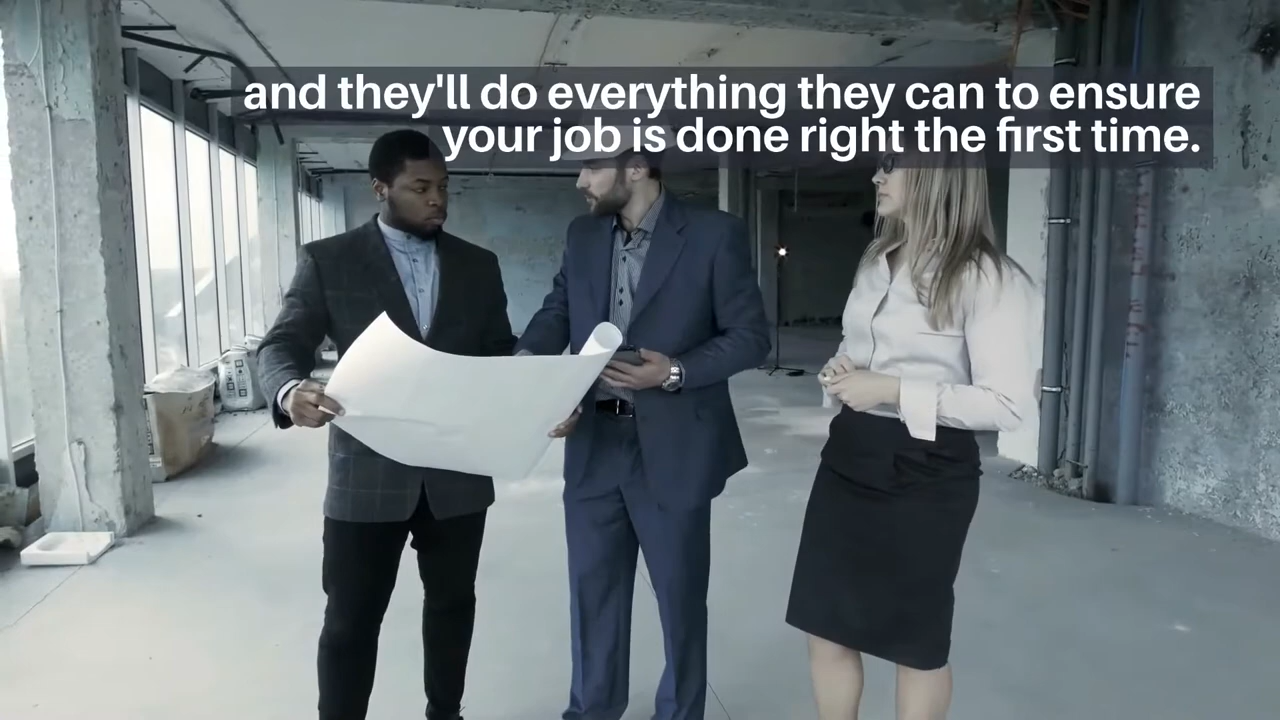 and they'll do everything they can to ensure
your job is done right the first time.